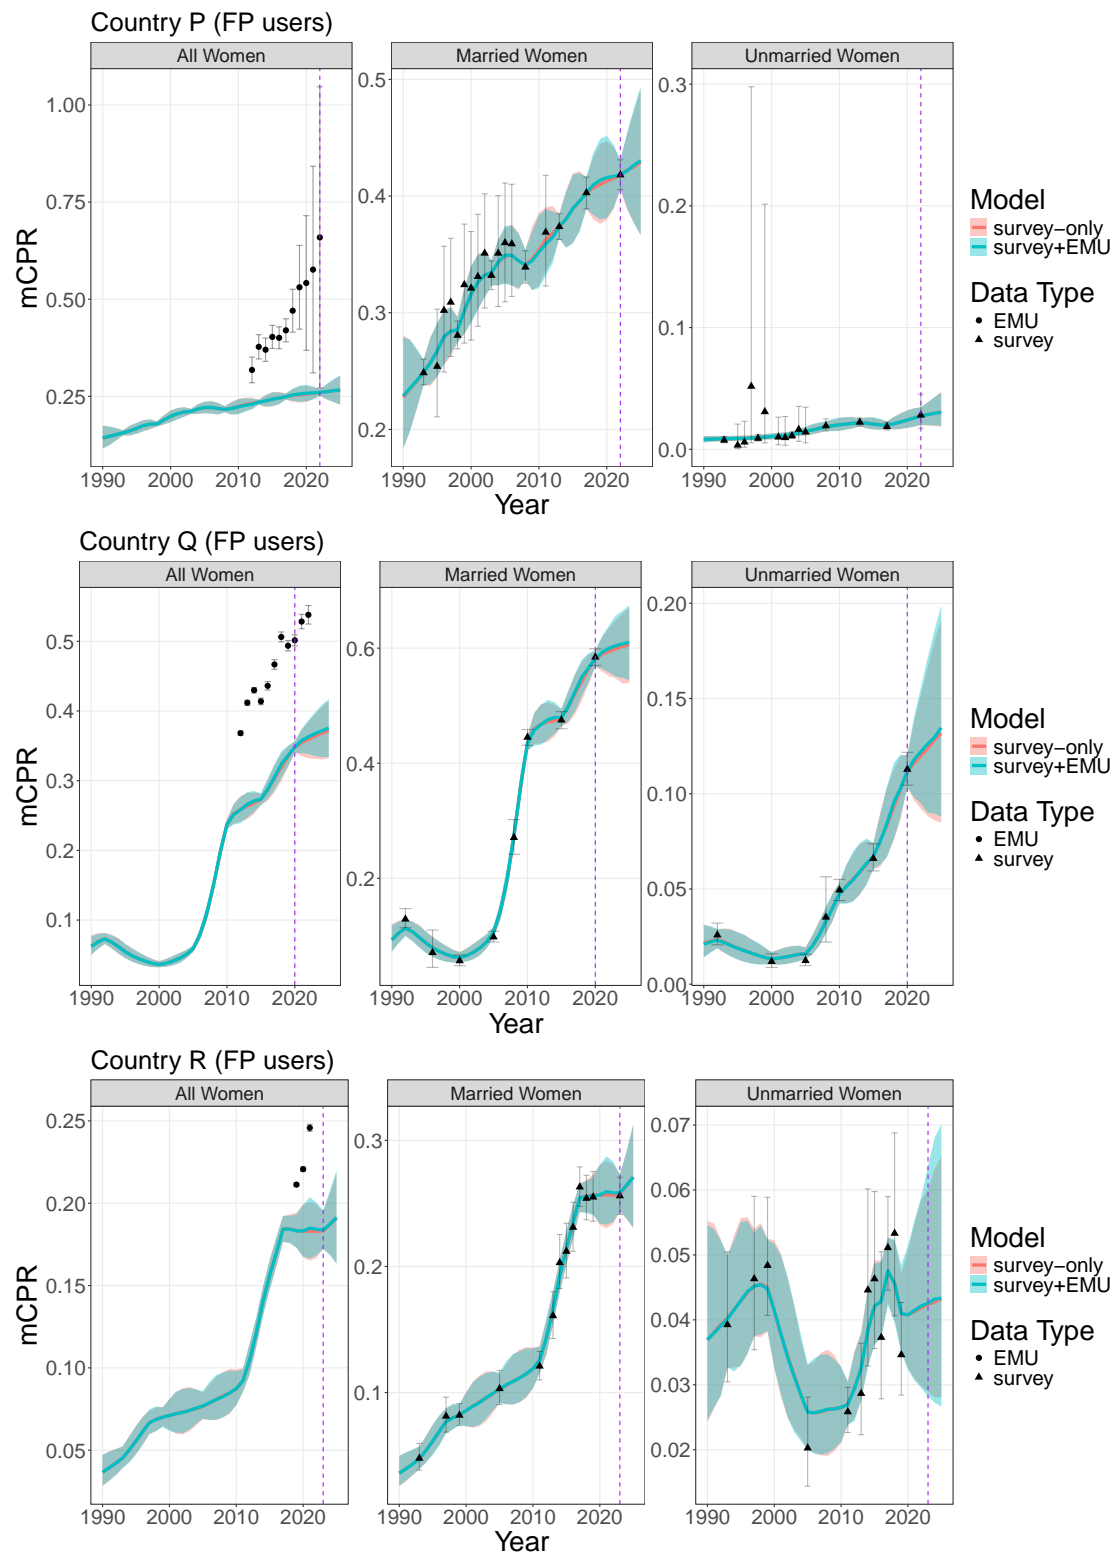 Country P (FP users)
All Women
Married Women
Unmarried Women
mCPR
1.00
0.75
0.50
0.25
0.5
0.4
0.3
0.2
0.3
0.2
0.1
0.0
1990 2000 2010 2020
1990 2000 2010 2020
1990 2000 2010 2020
Year
Model
survey−only
survey+EMU
Data Type
EMU
survey
Country Q (FP users)
All Women
Married Women
Unmarried Women
mCPR
0.5
0.4
0.3
0.2
0.1
0.6
0.4
0.2
0.20
0.15
0.10
0.05
0.00
1990 2000 2010 2020
1990 2000 2010 2020
1990 2000 2010 2020
Year
Model
survey−only
survey+EMU
Data Type
EMU
survey
Country R (FP users)
All Women
Married Women
Unmarried Women
mCPR
0.25
0.20
0.15
0.10
0.05
0.3
0.2
0.1
0.07
0.06
0.05
0.04
0.03
0.02
1990 2000 2010 2020
1990 2000 2010 2020
1990 2000 2010 2020
Year
Model
survey−only
survey+EMU
Data Type
EMU
survey